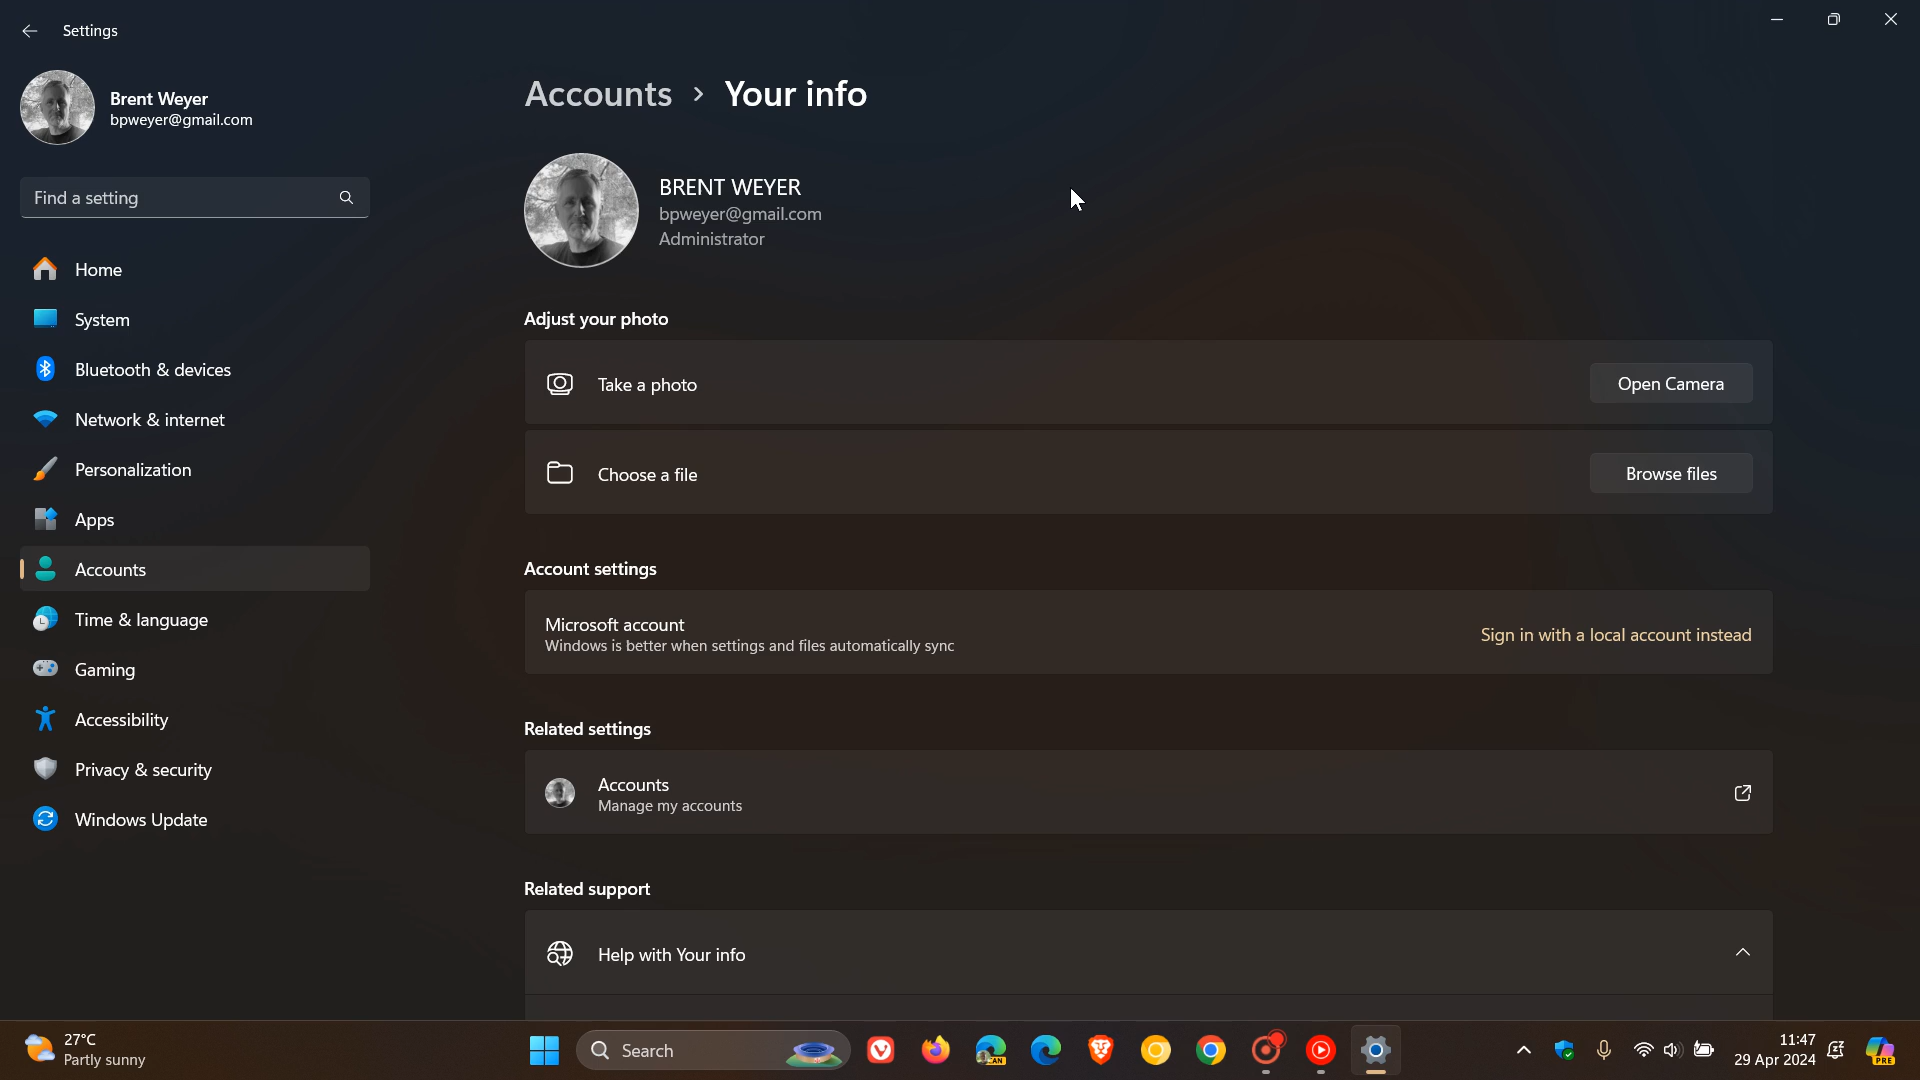 Settings
Brent Weyer
bpweyer@gmail.com
Find a setting
Home
System
Bluetooth & devices
Network & internet
Personalization
Apps
Accounts
Time & language
Gaming
Accessibility
Privacy & security
Windows Update
Accounts > Your info
BRENT WEYER
bpweyer@gmail.com
Administrator
Adjust your photo
Take a photo
Open Camera
Choose a file
Browse files
Account settings
Microsoft account
Windows is better when settings and files automatically sync
Sign in with a local account instead
Related settings
Accounts
Manage my accounts
Related support
Help with Your info
27°C
Partly sunny
Search
CAN
11:47
29 Apr 2024
PRE